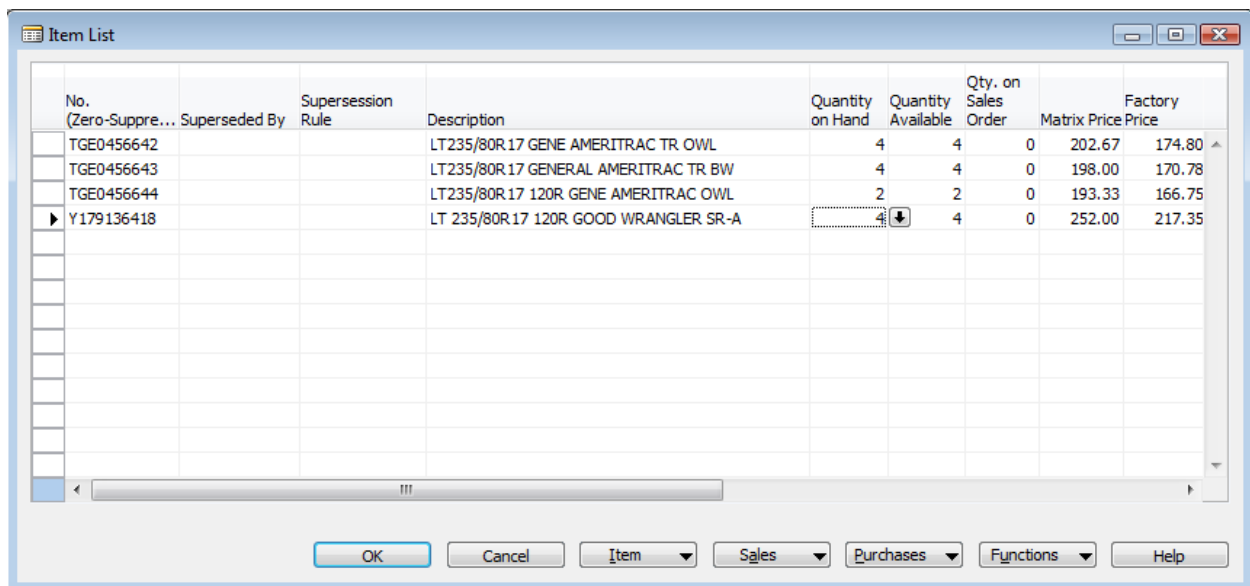 Item List
No. (Zero-Suppre... Superseded By Supersession Rule Description Quantity on Hand Quantity Available Qty. on Sales Order Matrix Price Factory Price
TGE0456642 LT235/80R17 GENE AMERITRAC TR OWL 4 4 0 202.67 174.80
TGE0456643 LT235/80R17 GENERAL AMERITRAC TR BW 4 4 0 198.00 170.78
TGE0456644 LT235/80R17 120R GENE AMERITRAC OWL 2 2 0 193.33 166.75
Y179136418 LT 235/80R17 120R GOOD WRANGLER SR-A 4 4 0 252.00 217.35
OK Cancel Item Sales Purchases Functions Help